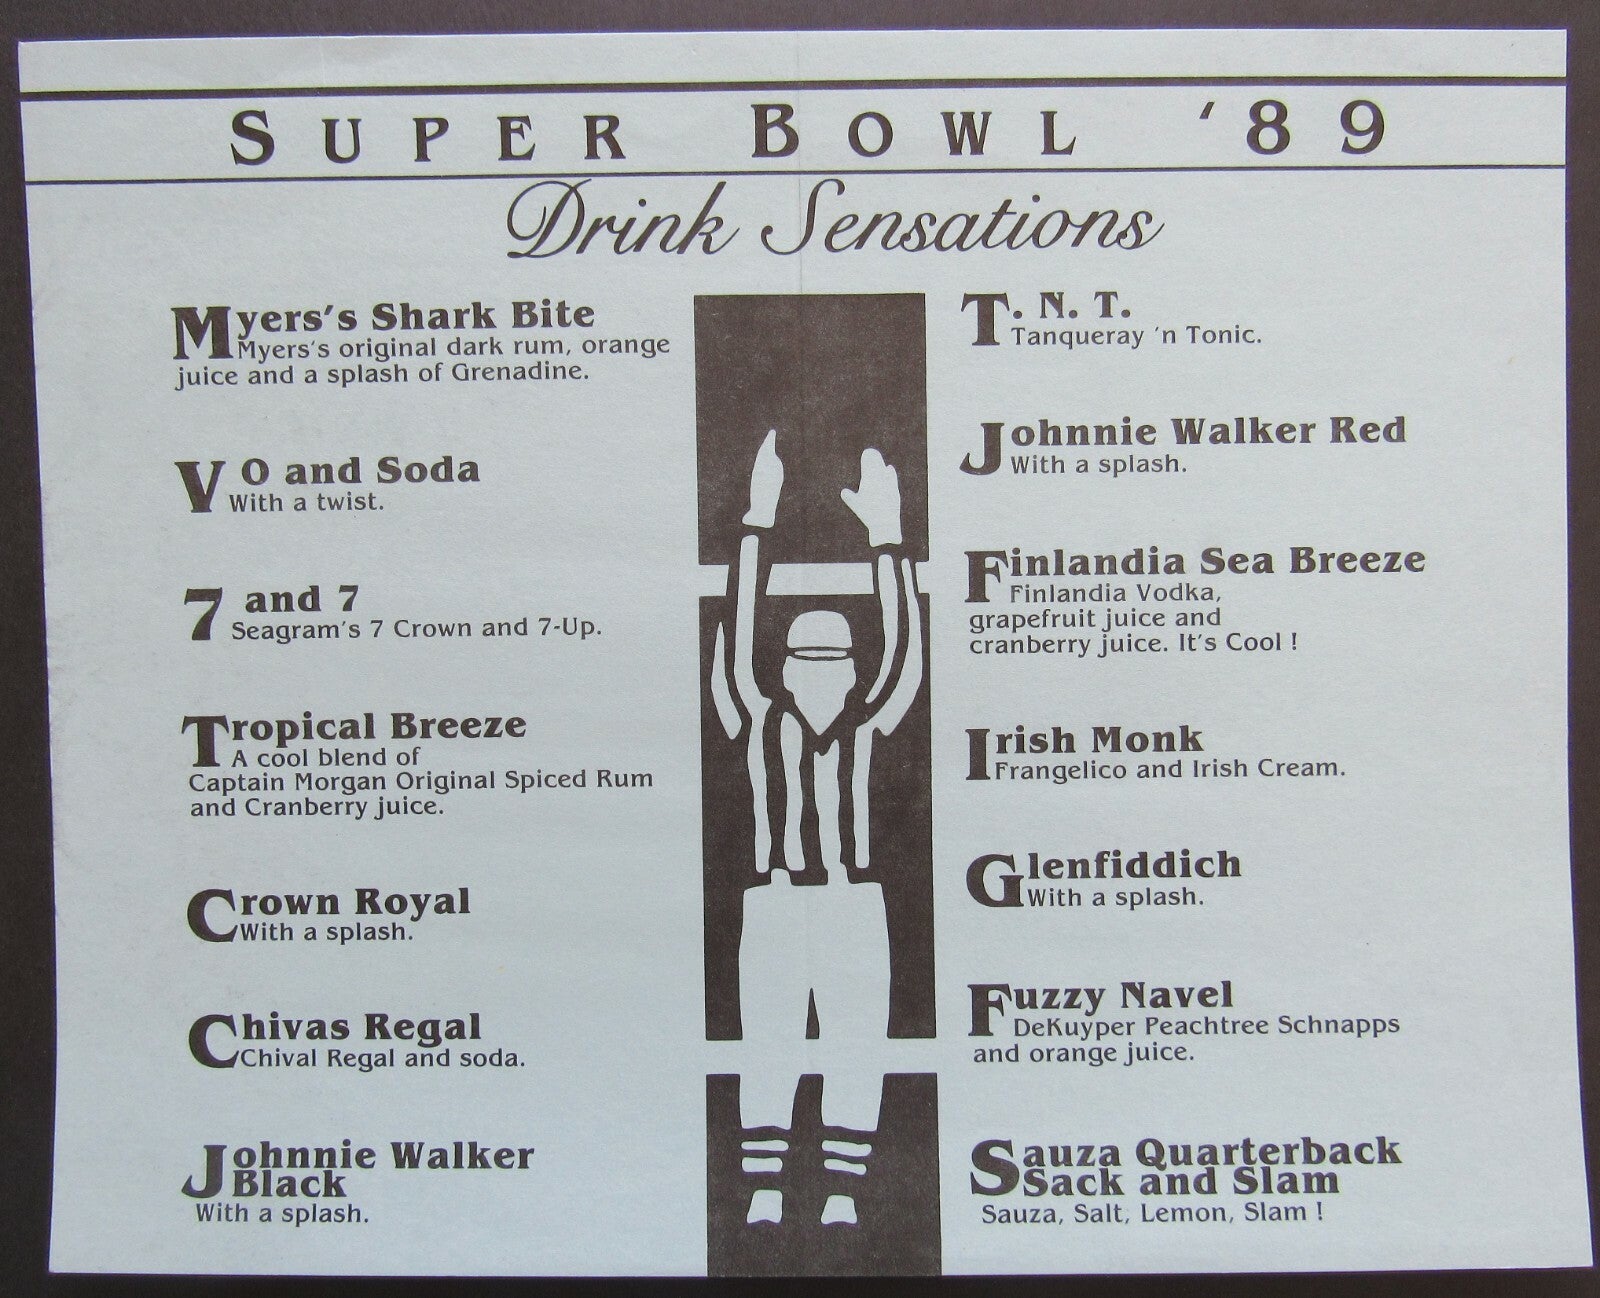 SUPER BOWL '89
Drink Sensations
Myers's Shark Bite
Myers's original dark rum, orange
juice and a splash of Grenadine.
VO and Soda
With a twist.
7 and 7
Seagram's 7 Crown and 7-Up.
Tropical Breeze
A cool blend of
Captain Morgan Original Spiced Rum
and Cranberry juice.
Crown Royal
With a splash.
Chivas Regal
Chival Regal and soda.
Johnnie Walker
Black
With a splash.
T. N. T.
Tanqueray 'n Tonic.
Johnnie Walker Red
With a splash.
Finlandia Sea Breeze
Finlandia Vodka,
grapefruit juice and
cranberry juice. It's Cool !
Irish Monk
Frangelico and Irish Cream.
Glenfiddich
With a splash.
Fuzzy Navel
DeKuyper Peachtree Schnapps
and orange juice.
Sauza Quarterback
Sack and Slam
Sauza, Salt, Lemon, Slam !